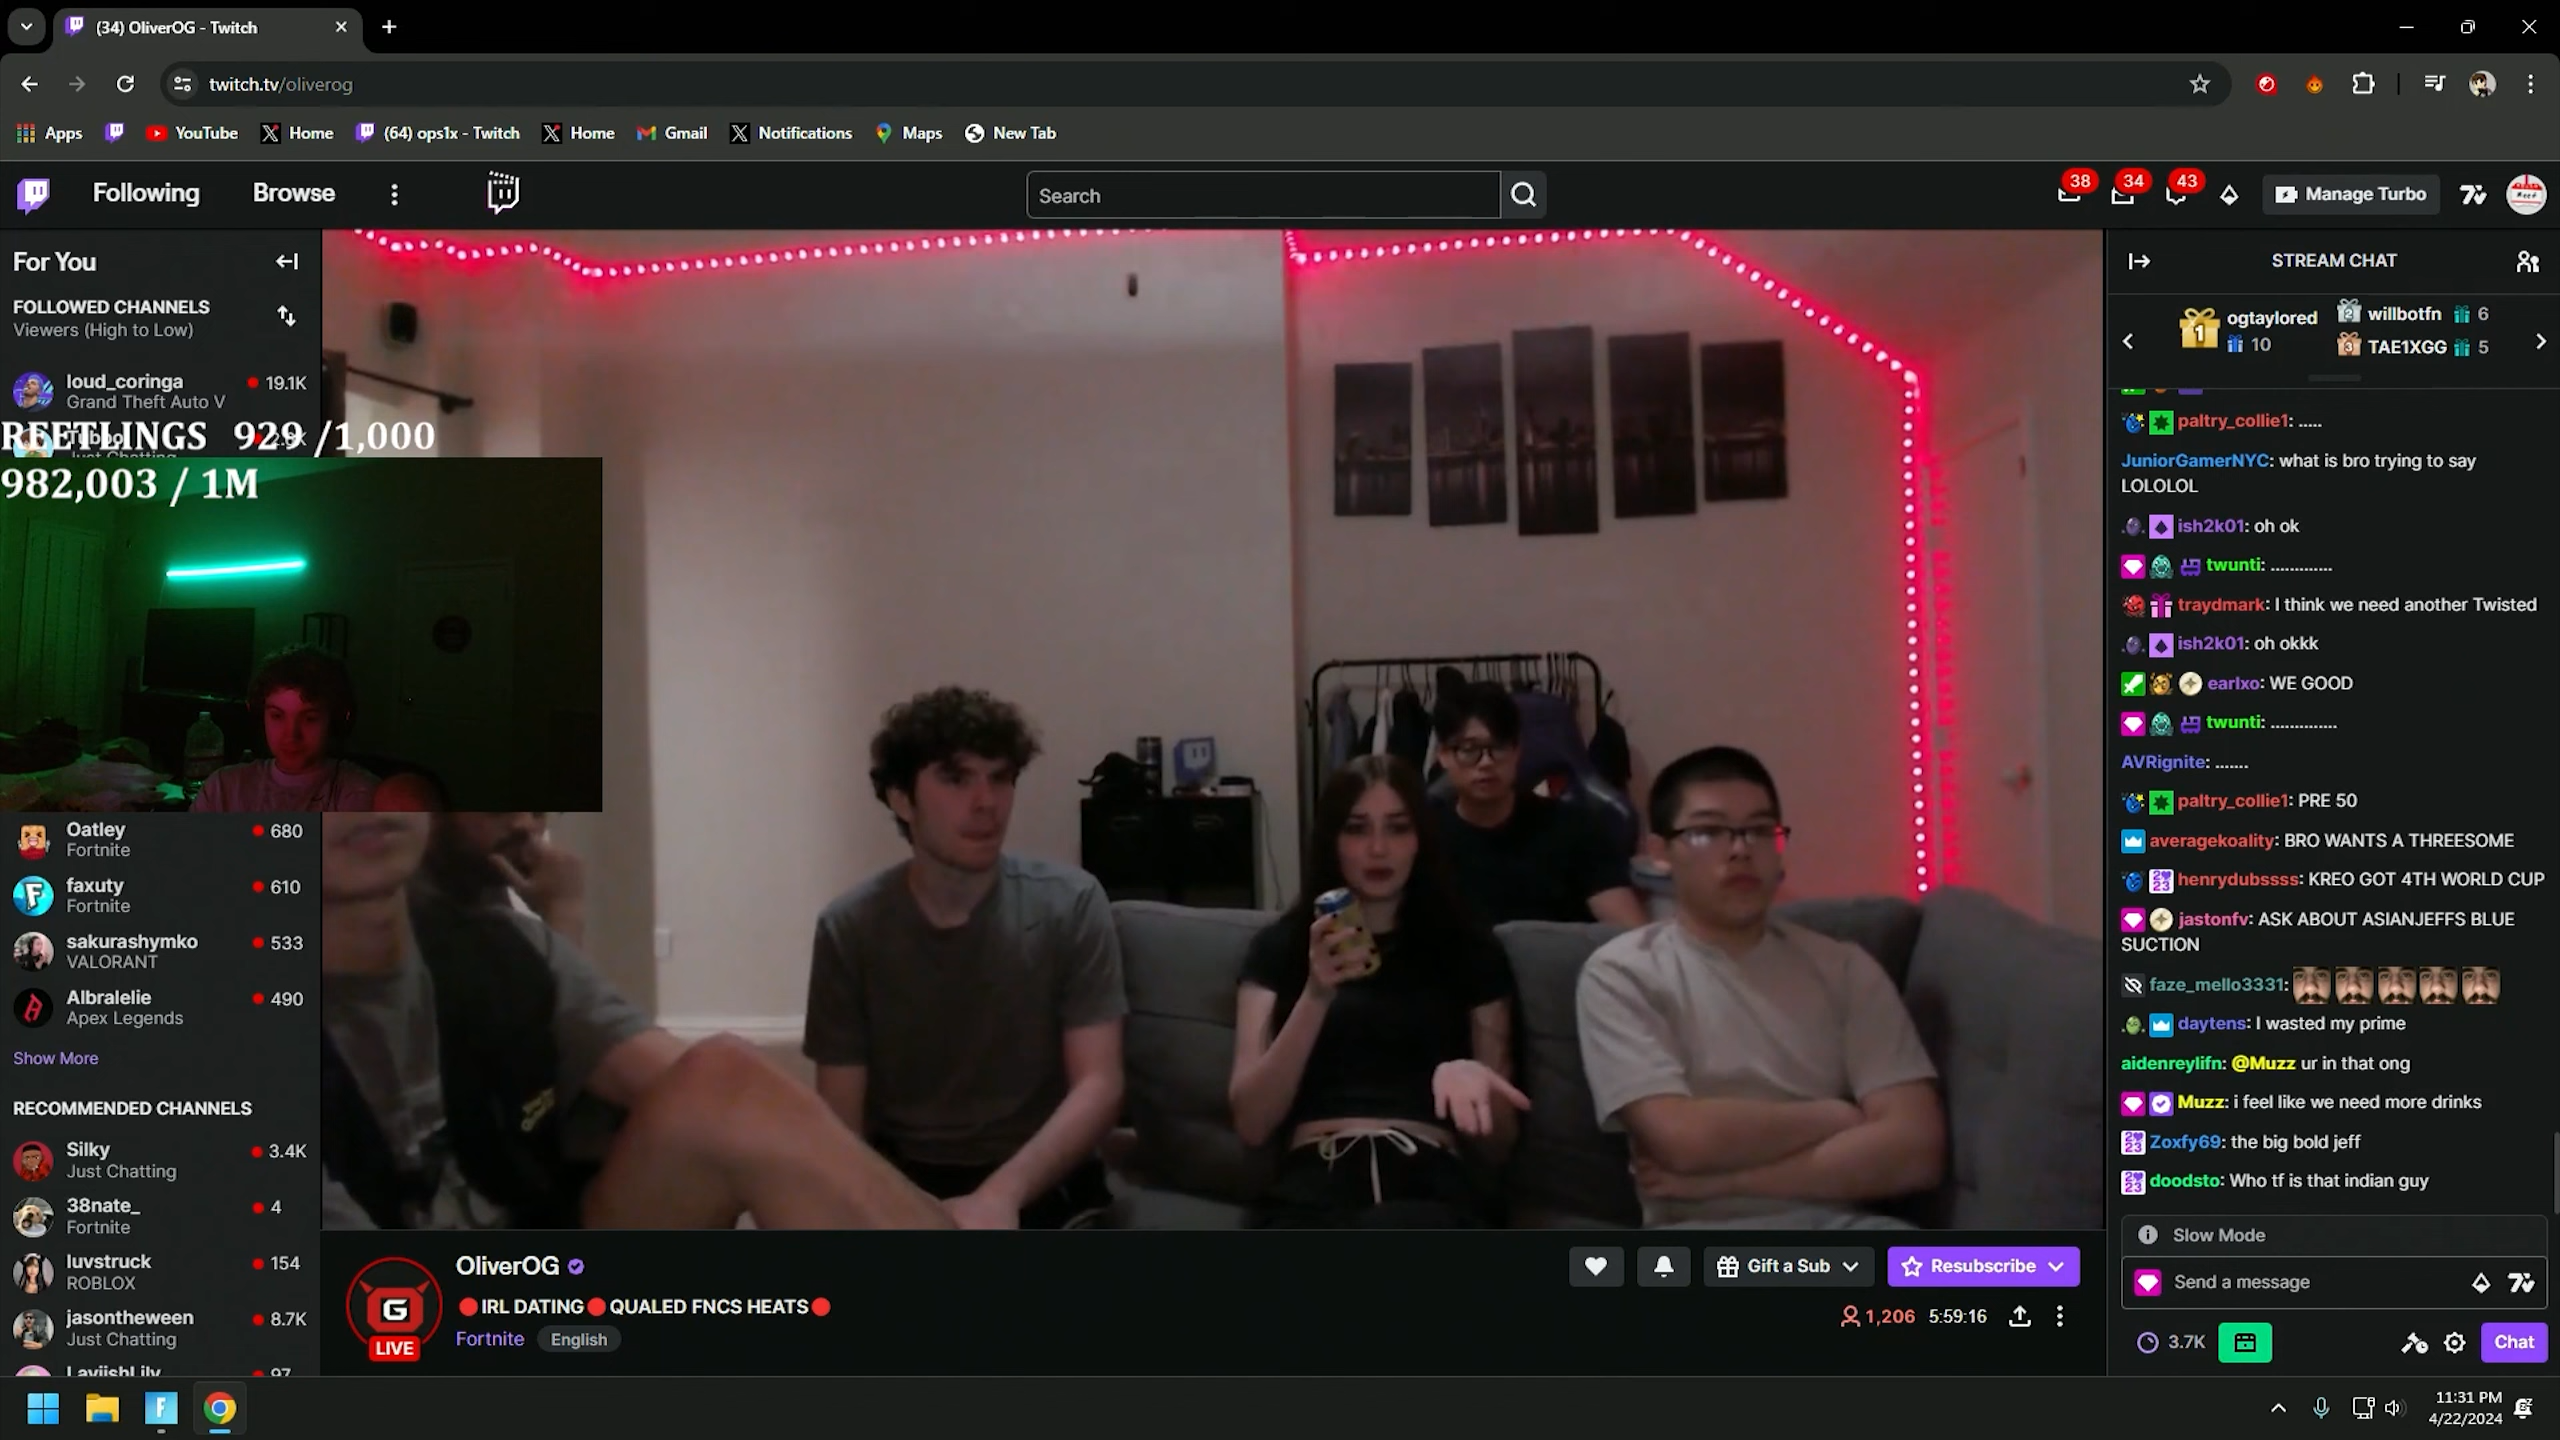 (34) OliverOG - Twitch
twitch.tv/oliverog
Apps
YouTube
Home
(64) ops1x - Twitch
Home
Gmail
Notifications
Maps
New Tab
Following
Browse
Search
38
34
43
Manage Turbo
For You
FOLLOWED CHANNELS
Viewers (High to Low)
loud_coringa 19.1K
Grand Theft Auto V
REETLINGS 929 /1,000
982,003 / 1M
Oatley 680
Fortnite
faxuty 610
Fortnite
sakurashymko 533
VALORANT
Albralelie 490
Apex Legends
Show More
RECOMMENDED CHANNELS
Silky 3.4K
Just Chatting
38nate_ 4
Fortnite
luvstruck 154
ROBLOX
jasontheween 8.7K
Just Chatting
LaviishLily 97
OliverOG
🔴IRL DATING🔴QUALED FNCS HEATS🔴
Fortnite English
G
LIVE
Gift a Sub
Resubscribe
1,206 5:59:16
STREAM CHAT
1
ogtaylored
10
2 willbotfn 6
3 TAE1XGG 5
paltry_collie1: .....
JuniorGamerNYC: what is bro trying to say
LOLOLOL
ish2k01: oh ok
twunti: .............
traydmark: I think we need another Twisted
ish2k01: oh okkk
earlxo: WE GOOD
twunti: ..............
AVRignite: .......
paltry_collie1: PRE 50
averagekoality: BRO WANTS A THREESOME
henrydubssss: KREO GOT 4TH WORLD CUP
jastonfv: ASK ABOUT ASIANJEFFS BLUE
SUCTION
faze_mello3331:
daytens: I wasted my prime
aidenreylifn: @Muzz ur in that ong
Muzz: i feel like we need more drinks
Zoxfy69: the big bold jeff
doodsto: Who tf is that indian guy
Slow Mode
Send a message
3.7K
Chat
11:31 PM
4/22/2024